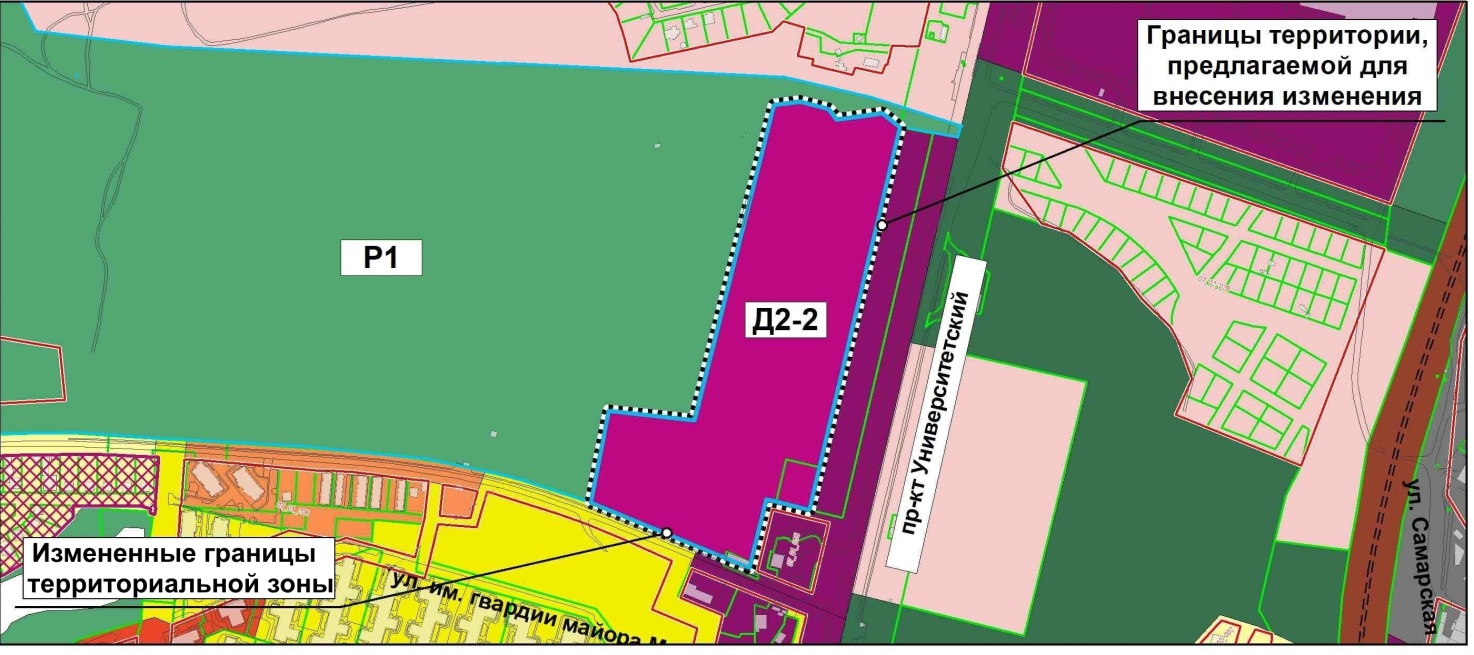 Границы территории,
предлагаемой для
внесения изменения
Р1
Д2-2
пр-кт Университетский
ул. Самарская
Измененные границы
территориальной зоны
ул. им. гвардии майора